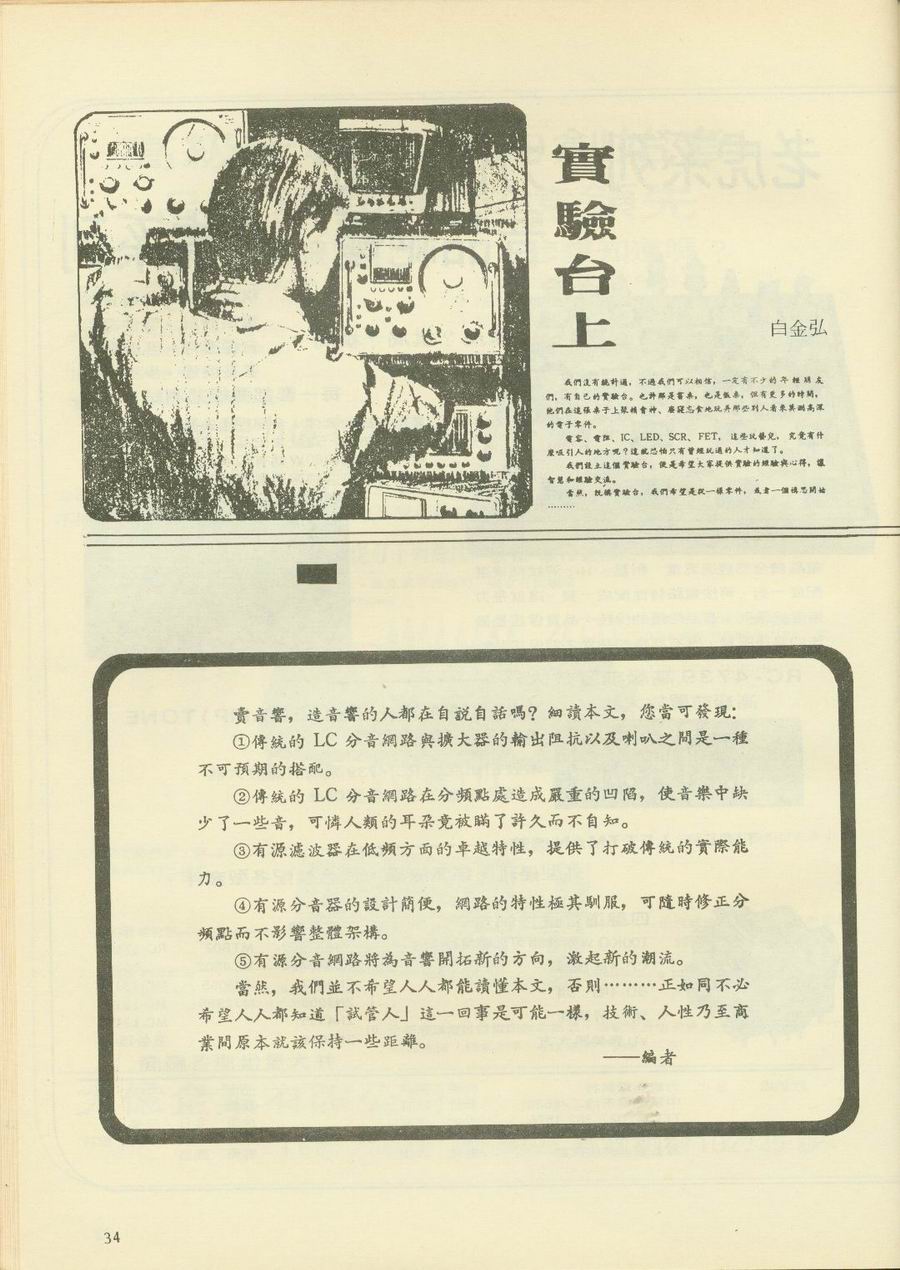 實驗台上
白金弘
我們沒有統計過,不過我們可以相信,一定有不少的年輕朋友
們,有自己的實驗台。也許那是書桌,也是飯桌,但有更多的時間,
他們在這張桌子上聚精會神、廢寢忘食地玩弄那些別人看來莫測高深
的電子零件。
電容、電阻、IC、LED、SCR、FET,這些玩藝兒,究竟有什
麼吸引人的地方呢?這就恐怕只有曾經玩過的人才知道了。
我們設立這個實驗台,便是希望大家提供實驗的經驗與心得,讓
智慧和經驗交流。
當然,既稱實驗台,我們希望是從一樣零件,或者一個構思開始
………
賣音響,造音響的人都在自說自話嗎?細讀本文,您當可發現:
①傳統的 LC 分音網路與擴大器的輸出阻抗以及喇叭之間是一種
不可預期的搭配。
②傳統的 LC 分音網路在分頻點處造成嚴重的凹陷,使音樂中缺
少了一些音,可憐人類的耳朵竟被瞞了許久而不自知。
③有源濾波器在低頻方面的卓越特性,提供了打破傳統的實際能
力。
④有源分音器的設計簡便,網路的特性極其馴服,可隨時修正分
頻點而不影響整體架構。
⑤有源分音網路將為音響開拓新的方向,激起新的潮流。
當然,我們並不希望人人都能讀懂本文,否則………正如同不必
希望人人都知道「試管人」這一回事是可能一樣,技術、人性乃至商
業間原本就該保持一些距離。
——編者
34